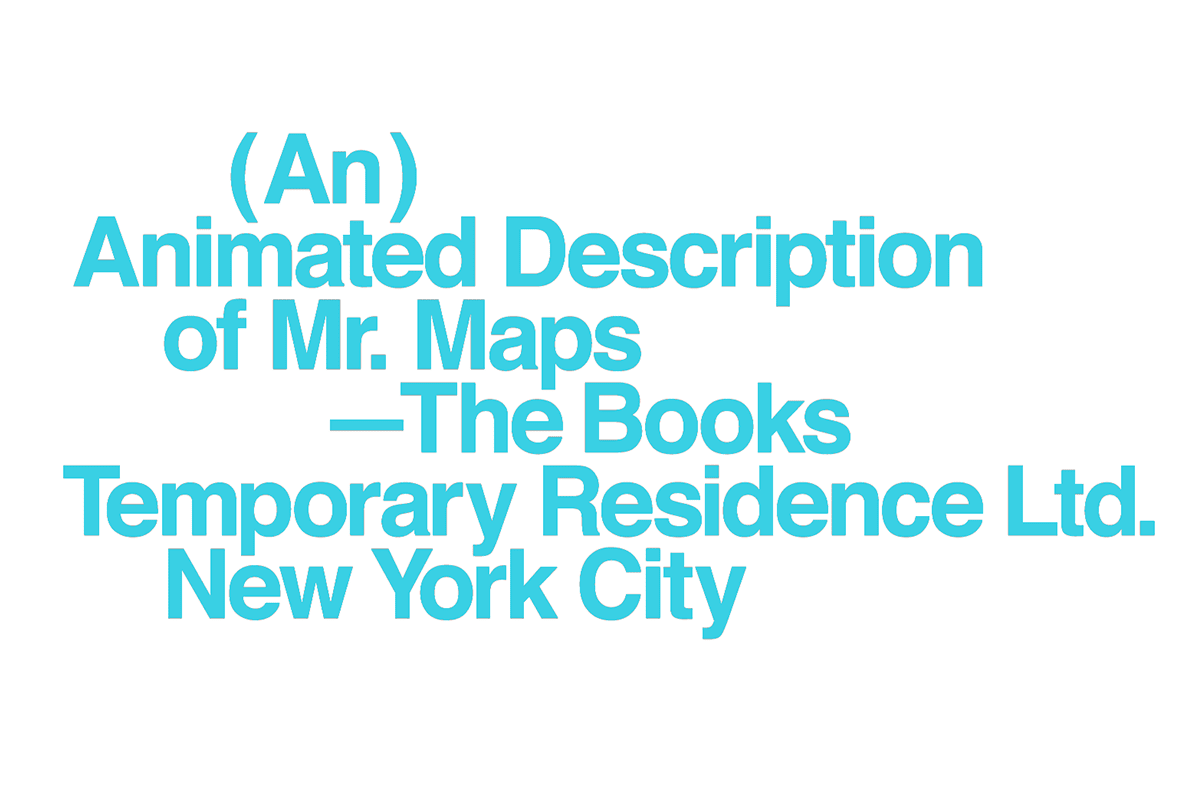 (An)
Animated Description
of Mr. Maps
—The Books
Temporary Residence Ltd.
New York City